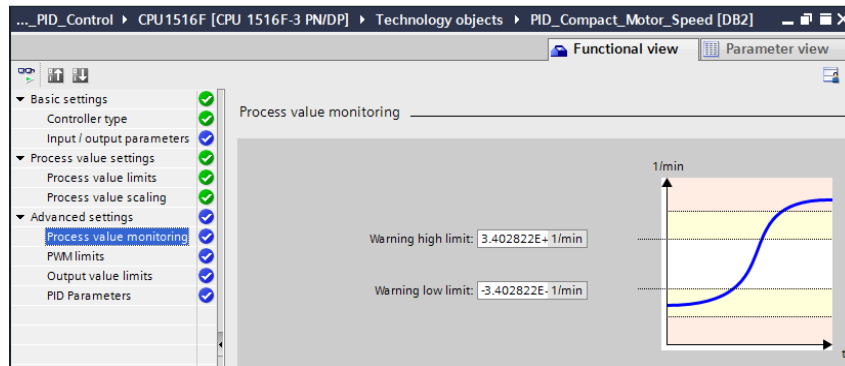 ..._PID_Control ▸ CPU1516F [CPU 1516F-3 PN/DP] ▸ Technology objects ▸ PID_Compact_Motor_Speed [DB2]
Functional view
Parameter view
Basic settings
Controller type
Input / output parameters
Process value settings
Process value limits
Process value scaling
Advanced settings
Process value monitoring
PWM limits
Output value limits
PID Parameters
Process value monitoring
1/min
Warning high limit: 3.402822E+ 1/min
Warning low limit: -3.402822E- 1/min
t